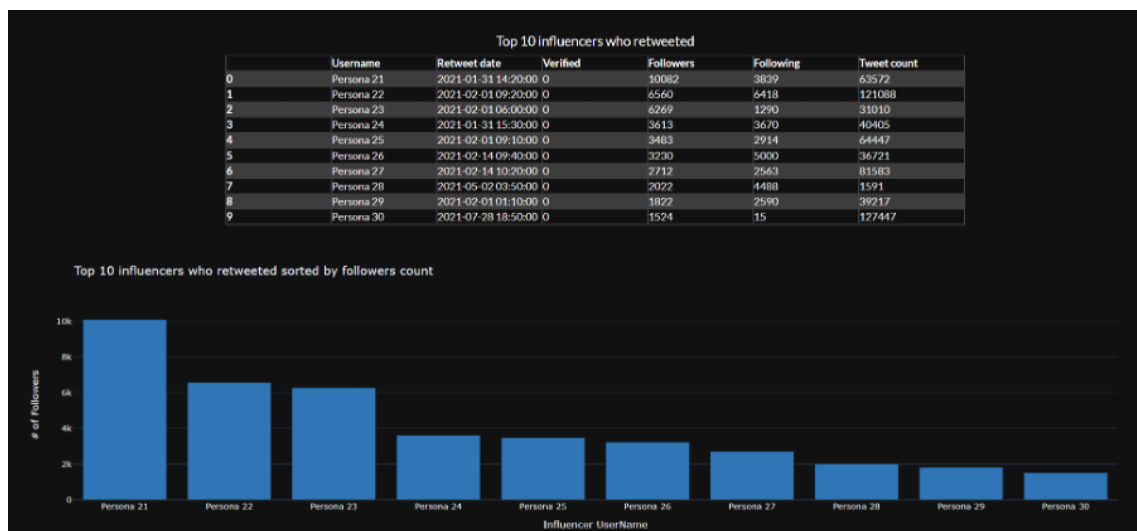 Top 10 influencers who retweeted
Username Retweet date Verified Followers Following Tweet count
0 Persona 21 2021-01-31 14:20:00 0 10082 3839 63572
1 Persona 22 2021-02-01 09:20:00 0 6560 6418 121088
2 Persona 23 2021-02-01 06:00:00 0 6269 1290 31010
3 Persona 24 2021-01-31 15:30:00 0 3613 3670 40405
4 Persona 25 2021-02-01 09:10:00 0 3483 2914 64447
5 Persona 26 2021-02-14 09:40:00 0 3230 5000 36721
6 Persona 27 2021-02-14 10:20:00 0 2712 2563 81583
7 Persona 28 2021-05-02 03:50:00 0 2022 4488 1591
8 Persona 29 2021-02-01 01:10:00 0 1822 2590 39217
9 Persona 30 2021-07-28 18:50:00 0 1524 15 127447
Top 10 influencers who retweeted sorted by followers count
# of Followers
10k
8k
6k
4k
2k
0
Persona 21 Persona 22 Persona 23 Persona 24 Persona 25 Persona 26 Persona 27 Persona 28 Persona 29 Persona 30
Influencer UserName